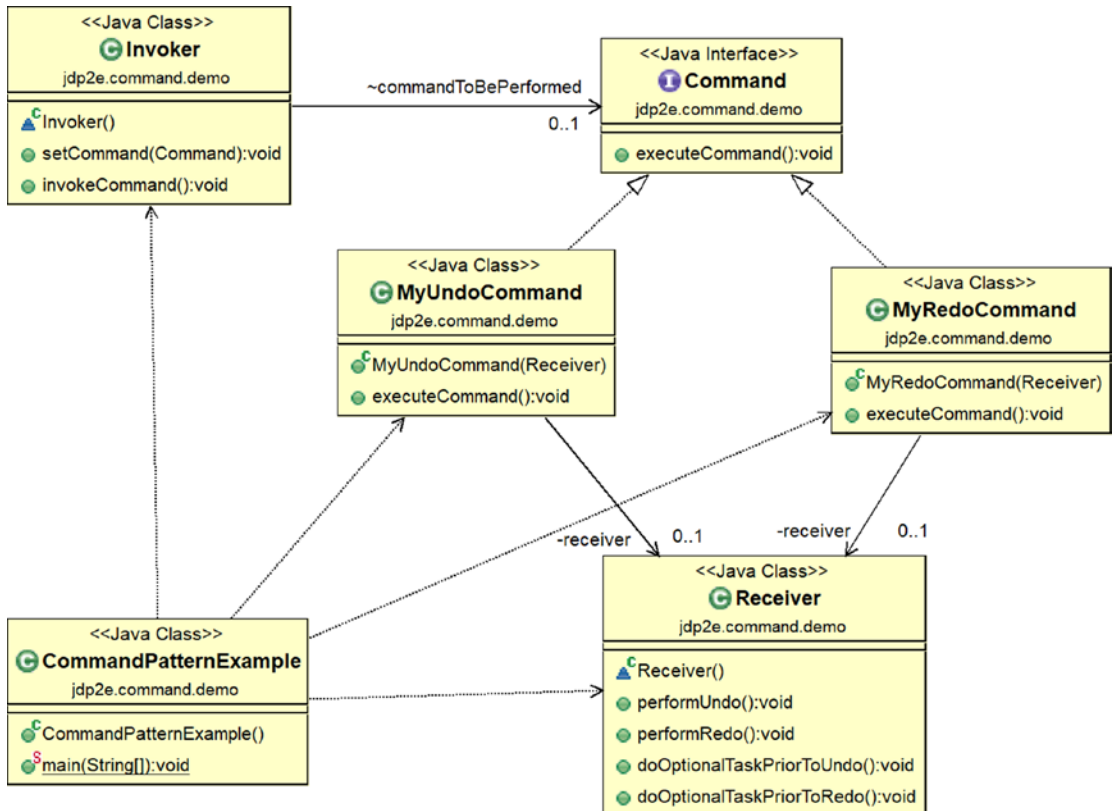 <<Java Class>>
Invoker
jdp2e.command.demo
Invoker()
setCommand(Command):void
invokeCommand():void
~commandToBePerformed
0..1
<<Java Interface>>
Command
jdp2e.command.demo
executeCommand():void
<<Java Class>>
MyUndoCommand
jdp2e.command.demo
MyUndoCommand(Receiver)
executeCommand():void
<<Java Class>>
MyRedoCommand
jdp2e.command.demo
MyRedoCommand(Receiver)
executeCommand():void
-receiver
0..1
-receiver
0..1
<<Java Class>>
CommandPatternExample
jdp2e.command.demo
CommandPatternExample()
main(String[]):void
<<Java Class>>
Receiver
jdp2e.command.demo
Receiver()
performUndo():void
performRedo():void
doOptionalTaskPriorToUndo():void
doOptionalTaskPriorToRedo():void